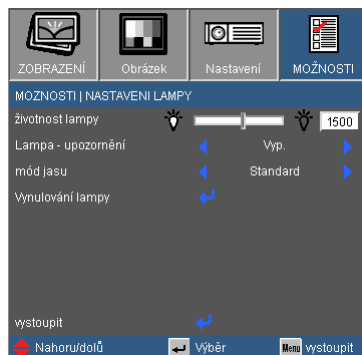 ZOBRAZENÍ Obrázek Nastavení MOŽNOSTI
MOZNOSTI | NASTAVENI LAMPY
životnost lampy 1500
Lampa - upozornění Vyp.
mód jasu Standard
Vynulování lampy
vystoupit
Nahoru/dolů Výběr Menu vystoupit